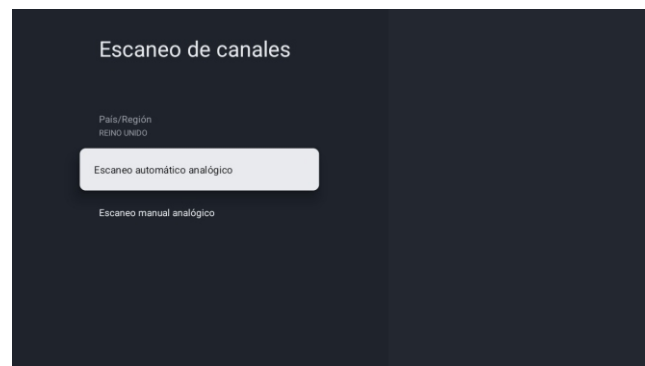 Escaneo de canales
País/Región
REINO UNIDO
Escaneo automático analógico
Escaneo manual analógico